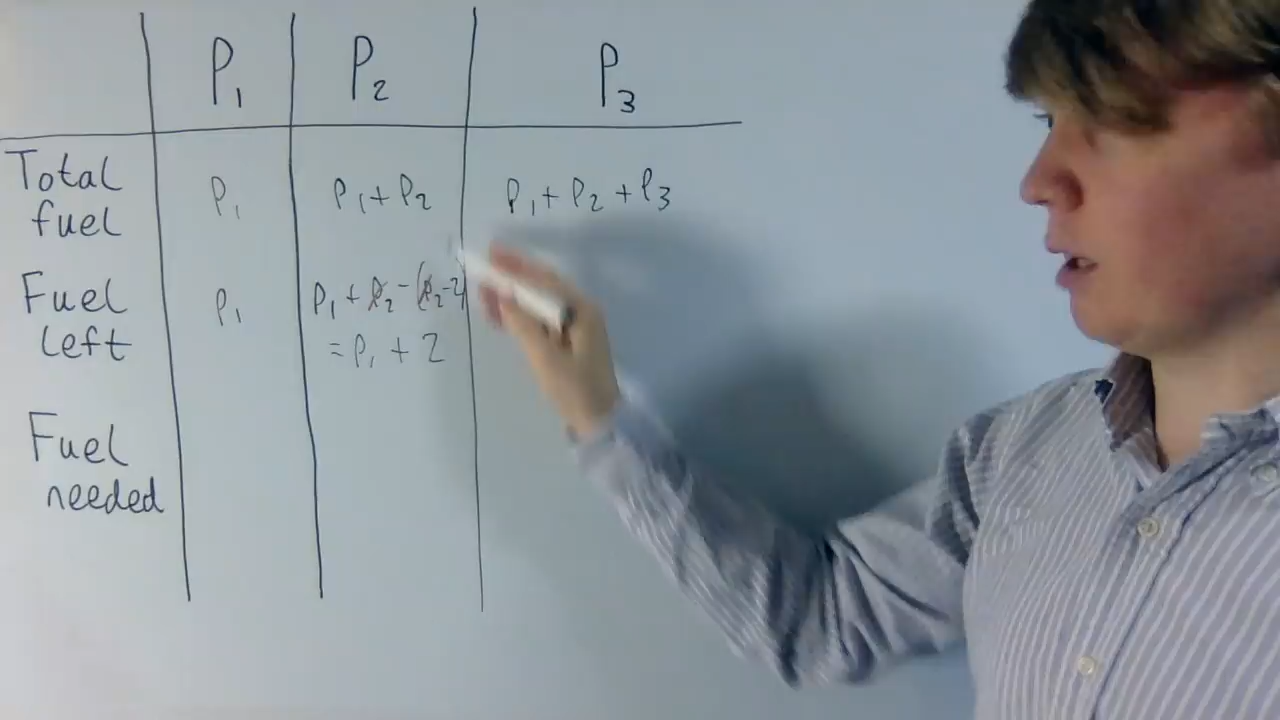 P₁ P₂ P₃
Total fuel P₁ P₁+P₂ P₁+P₂+P₃
Fuel left P₁ P₁+P₂-(P₂-2)
=P₁+2
Fuel needed